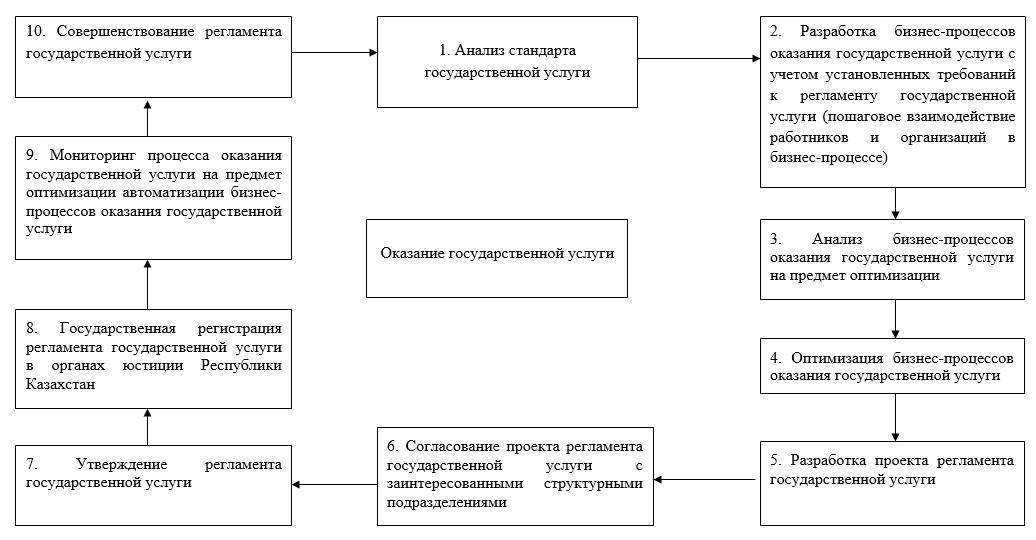 1. Анализ стандарта
государственной услуги
2. Разработка бизнес-процессов
оказания государственной услуги с
учетом установленных требований
к регламенту государственной
услуги (пошаговое взаимодействие
работников и организаций в
бизнес-процессе)
3. Анализ бизнес-процессов
оказания государственной услуги
на предмет оптимизации
4. Оптимизация бизнес-процессов
оказания государственной услуги
5. Разработка проекта регламента
государственной услуги
6. Согласование проекта регламента
государственной услуги с
заинтересованными структурными
подразделениями
7. Утверждение регламента
государственной услуги
8. Государственная регистрация
регламента государственной услуги
в органах юстиции Республики
Казахстан
9. Мониторинг процесса оказания
государственной услуги на предмет
оптимизации автоматизации бизнес-
процессов оказания государственной
услуги
10. Совершенствование регламента
государственной услуги
Оказание государственной услуги